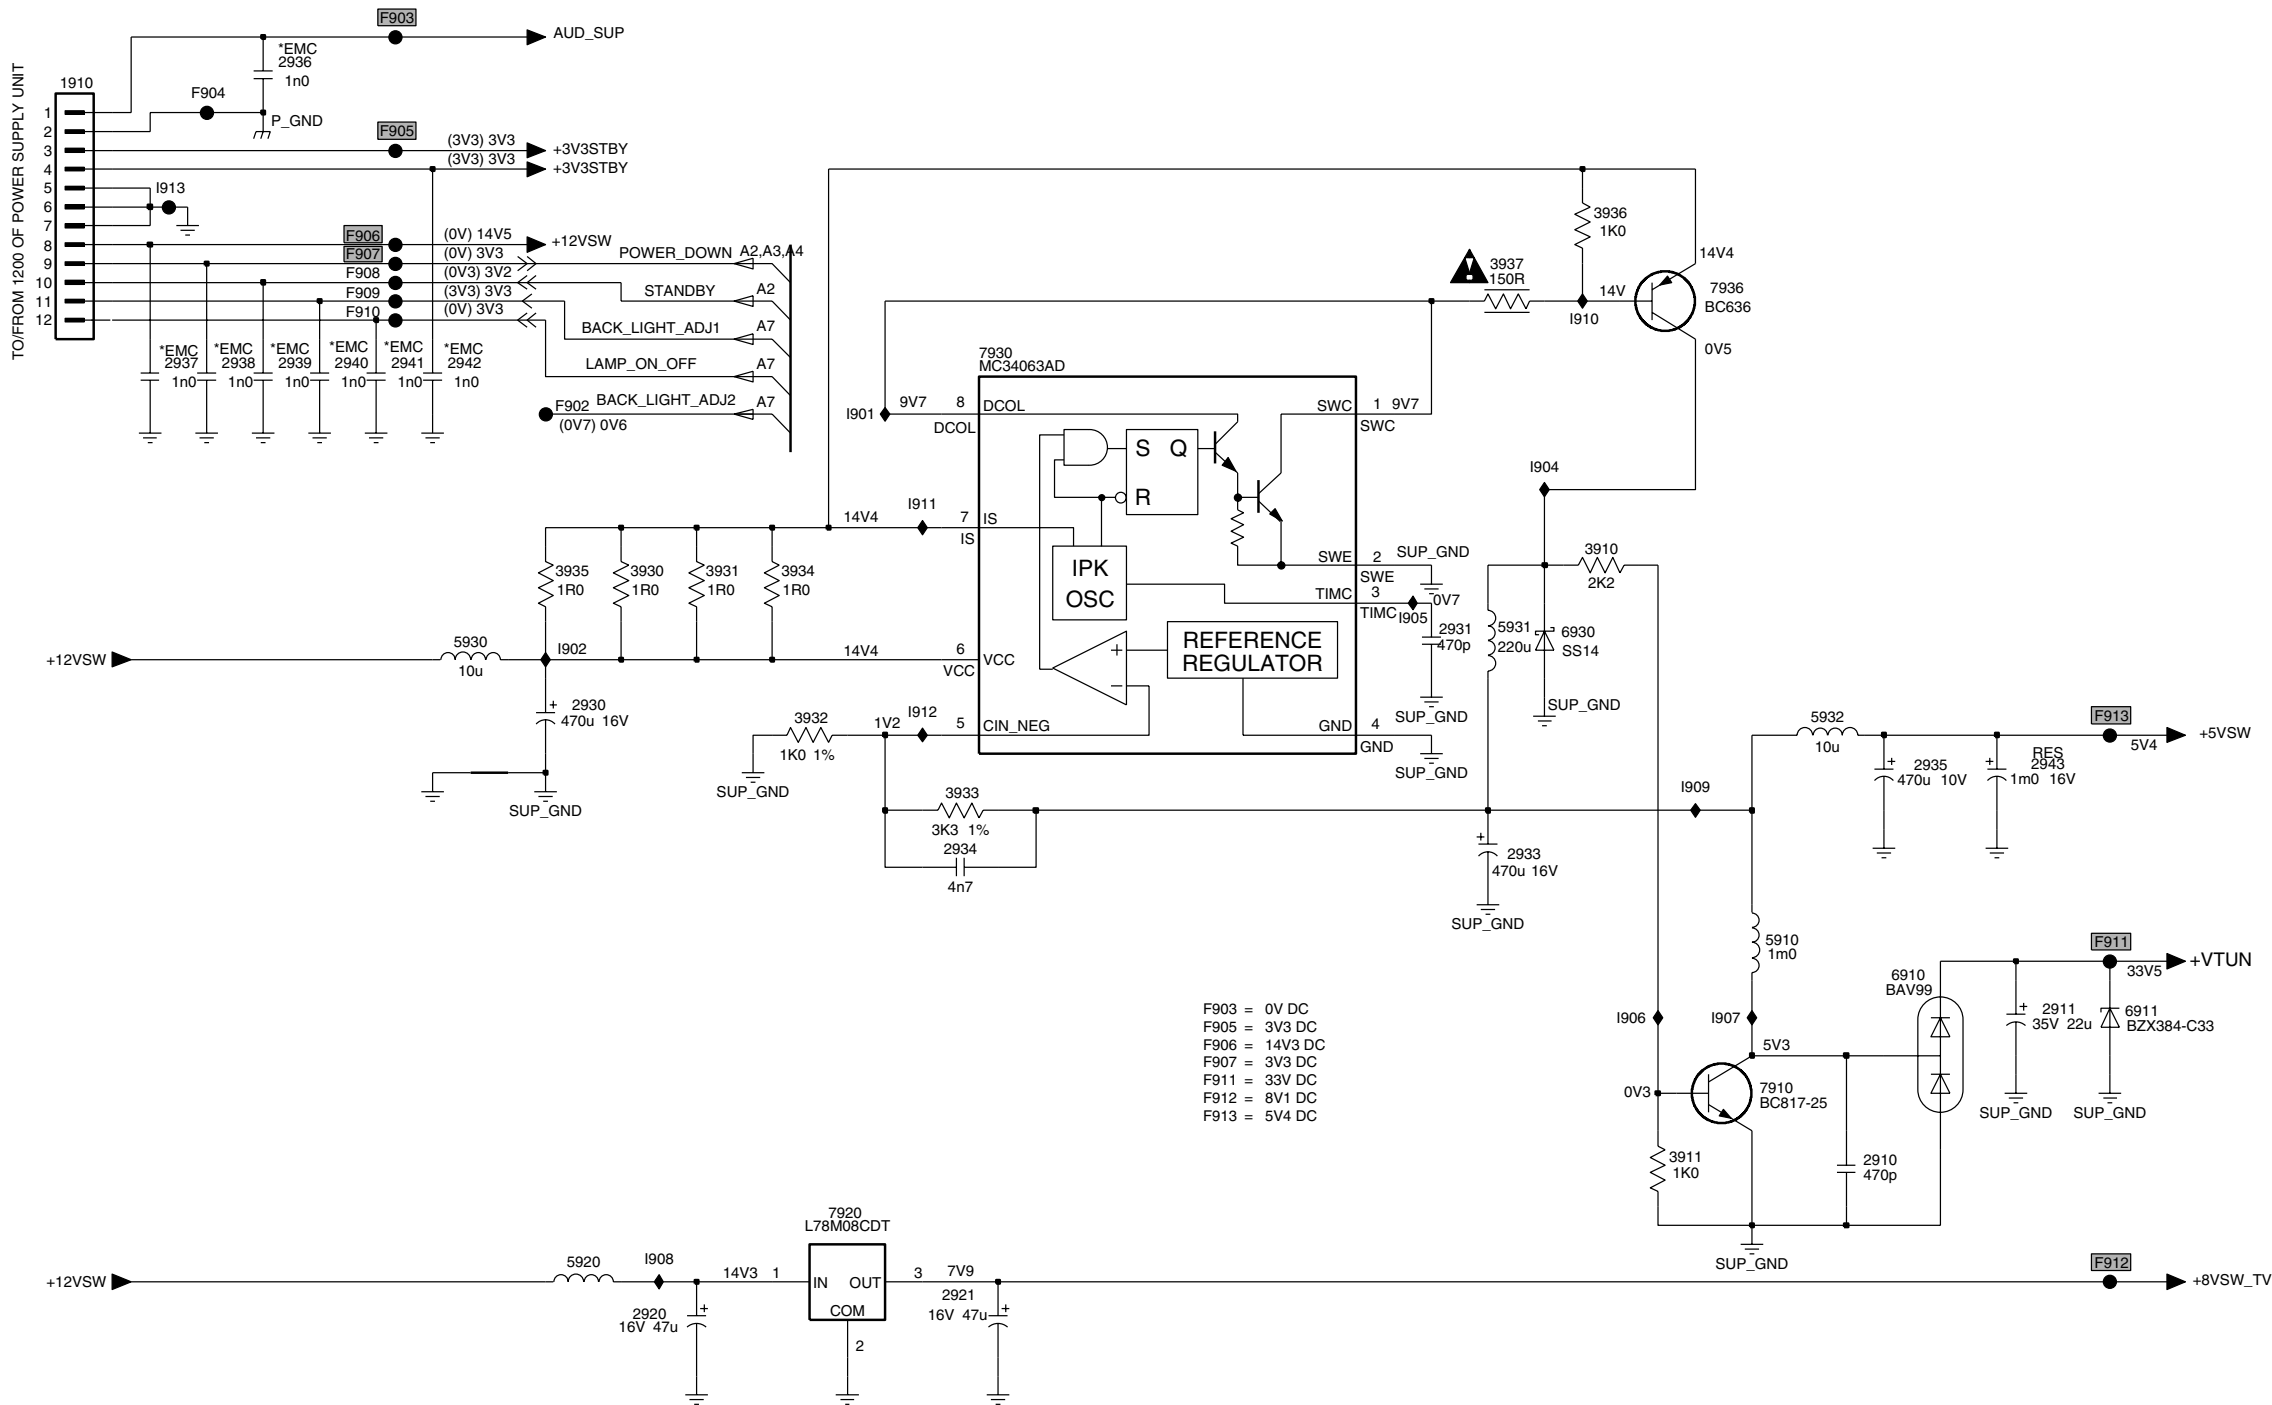 F903
AUD_SUP
*EMC
2936
1n0
TO/FROM 1200 OF POWER SUPPLY UNIT
1910
F904
P_GND
1
2
3
4
5
6
7
8
9
10
11
12
F905
(3V3) 3V3
+3V3STBY
(3V3) 3V3
+3V3STBY
I913
F906
(0V) 14V5
+12VSW
F907
(0V) 3V3
POWER_DOWN
A2,A3,A4
F908
(0V3) 3V2
STANDBY
A2
F909
(3V3) 3V3
BACK_LIGHT_ADJ1
A7
F910
(0V) 3V3
LAMP_ON_OFF
A7
F902
BACK_LIGHT_ADJ2
A7
(0V7) 0V6
*EMC
2937
1n0
*EMC
2938
1n0
*EMC
2939
1n0
*EMC
2940
1n0
*EMC
2941
1n0
*EMC
2942
1n0
3936
1K0
3937
150R
14V4
14V
I910
7936
BC636
0V5
7930
MC34063AD
I901
9V7
8
DCOL
DCOL
SWC
1
9V7
SWC
S Q
R
I904
14V4
I911
7
IS
IS
IPK
OSC
SWE
2
SUP_GND
SWE
TIMC
3
0V7
TIMC
I905
2931
470p
SUP_GND
3910
2K2
5931
220u
6930
SS14
SUP_GND
3935
1R0
3930
1R0
3931
1R0
3934
1R0
+12VSW
5930
10u
I902
14V4
6
VCC
VCC
+
−
REFERENCE
REGULATOR
+
2930
470u 16V
SUP_GND
3932
1K0 1%
SUP_GND
1V2
I912
5
CIN_NEG
GND
4
GND
SUP_GND
3933
3K3 1%
2934
4n7
I909
+
2933
470u 16V
SUP_GND
5932
10u
F913
5V4
+5VSW
+
2935
470u 10V
RES
+
2943
1m0 16V
5910
1m0
F911
33V5
+VTUN
6910
BAV99
+
2911
35V 22u
SUP_GND
6911
BZX384-C33
SUP_GND
F903 = 0V DC
F905 = 3V3 DC
F906 = 14V3 DC
F907 = 3V3 DC
F911 = 33V DC
F912 = 8V1 DC
F913 = 5V4 DC
I906
I907
5V3
0V3
7910
BC817-25
3911
1K0
2910
470p
SUP_GND
+12VSW
5920
I908
14V3
1
7920
L78M08CDT
IN OUT
COM
2
3
7V9
+
2920
16V 47u
2921
16V 47u
+
F912
+8VSW_TV